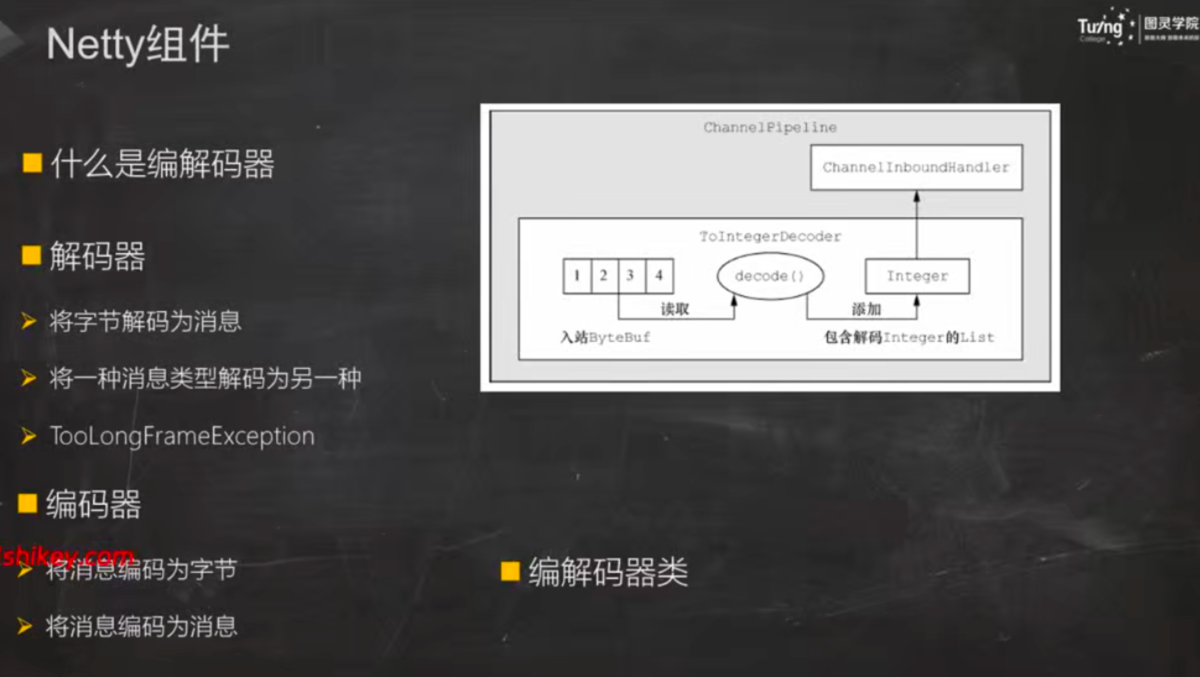 Netty组件
Turing
College
图灵学院
什么是编解码器
解码器
将字节解码为消息
将一种消息类型解码为另一种
TooLongFrameException
编码器
将消息编码为字节
将消息编码为消息
ChannelPipeline
ChannelInboundHandler
ToIntegerDecoder
1 2 3 4
decode()
Integer
读取
添加
入站ByteBuf
包含解码Integer的List
编解码器类
shikey.com